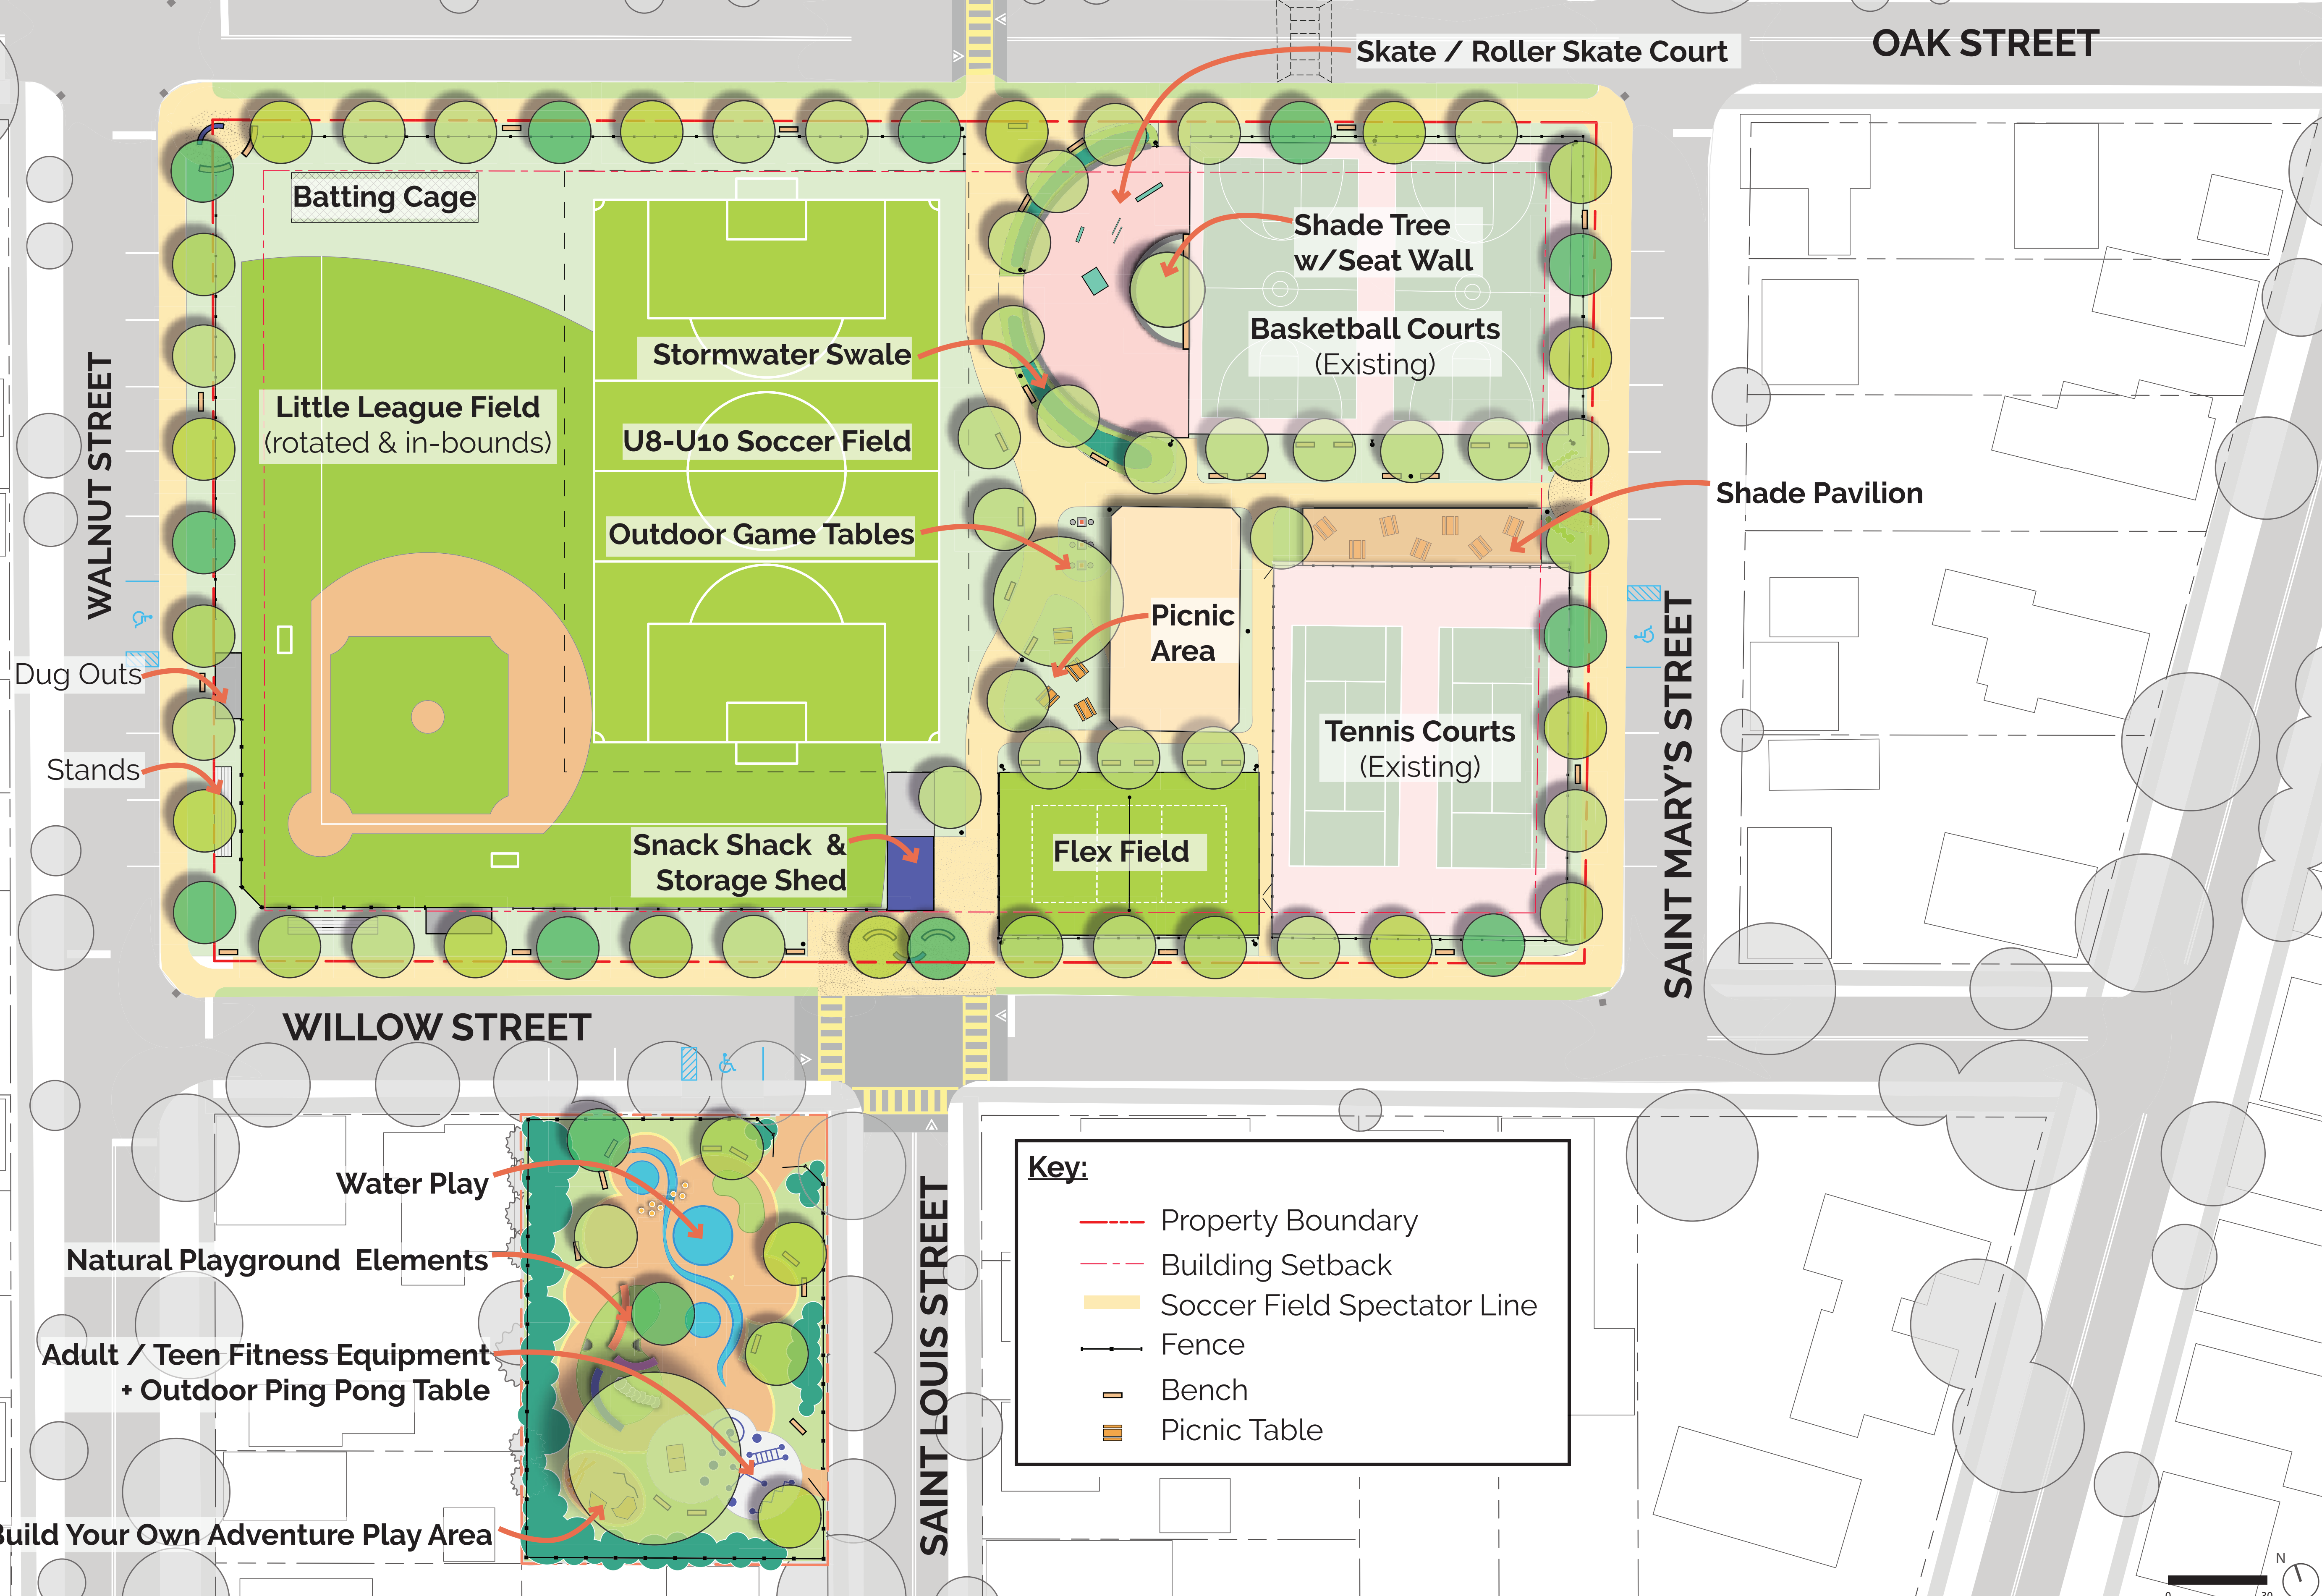 OAK STREET
Skate / Roller Skate Court
Batting Cage
Shade Tree
w/Seat Wall
Basketball Courts
(Existing)
Stormwater Swale
Little League Field
(rotated & in-bounds)
U8-U10 Soccer Field
WALNUT STREET
Shade Pavilion
Outdoor Game Tables
Picnic
Area
Dug Outs
Stands
Tennis Courts
(Existing)
SAINT MARY'S STREET
Snack Shack &
Storage Shed
Flex Field
WILLOW STREET
Water Play
Natural Playground Elements
Adult / Teen Fitness Equipment
+ Outdoor Ping Pong Table
Build Your Own Adventure Play Area
SAINT LOUIS STREET
Key:
Property Boundary
Building Setback
Soccer Field Spectator Line
Fence
Bench
Picnic Table
N